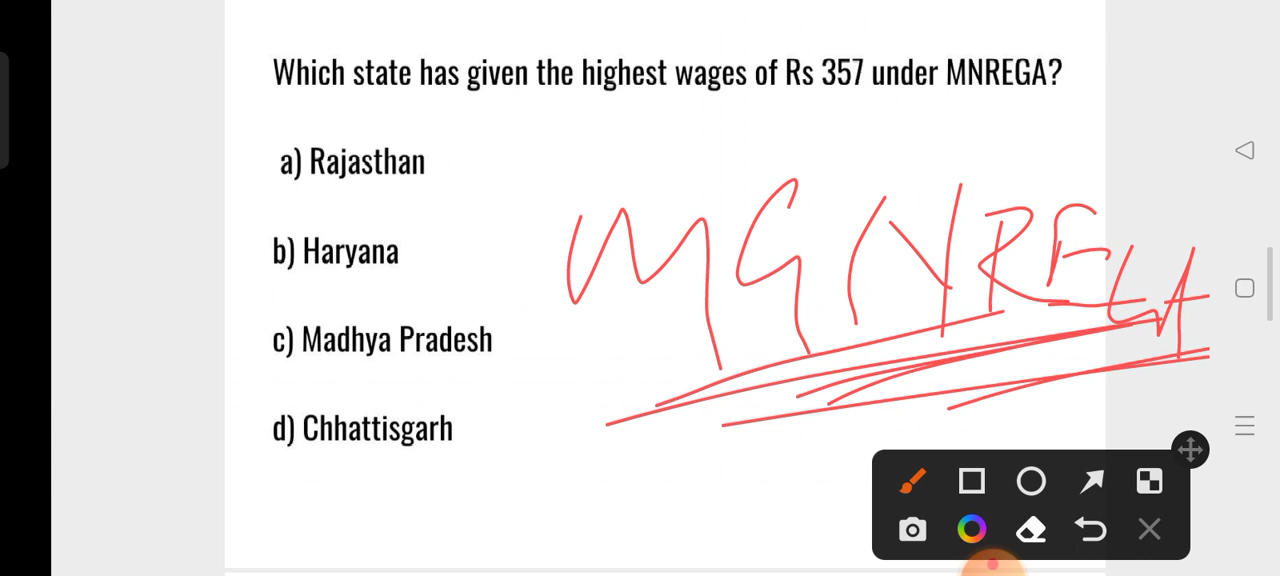 Which state has given the highest wages of Rs 357 under MNREGA?
a) Rajasthan
MGNREGA
b) Haryana
c) Madhya Pradesh
d) Chhattisgarh